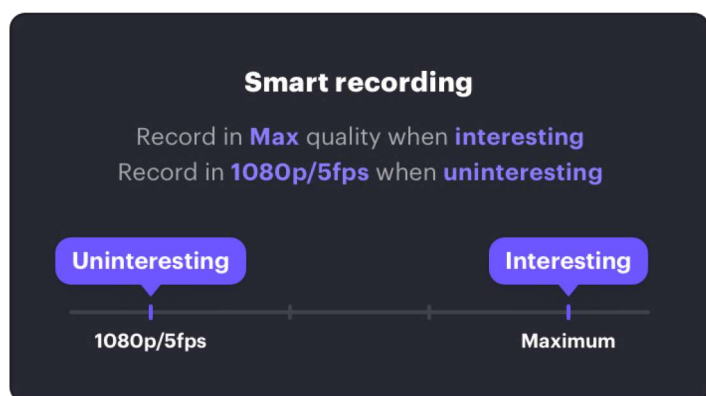 Smart recording
Record in Max quality when interesting
Record in 1080p/5fps when uninteresting
Uninteresting
Interesting
1080p/5fps
Maximum